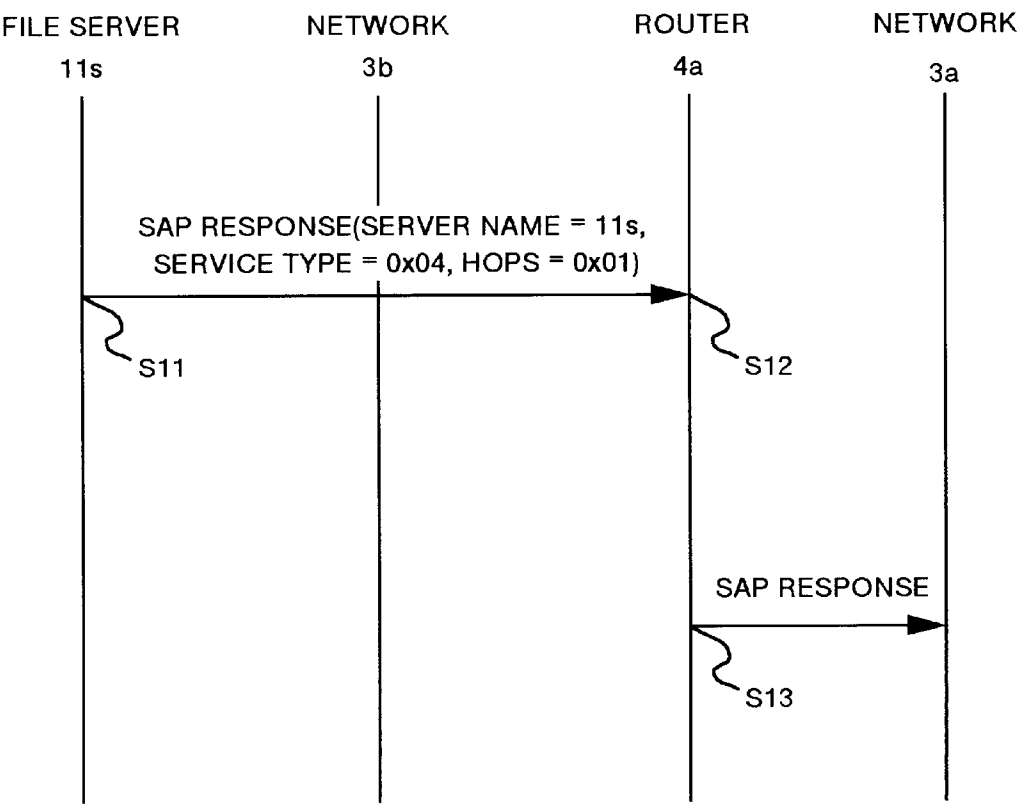 FILE SERVER NETWORK ROUTER NETWORK
11s 3b 4a 3a
SAP RESPONSE(SERVER NAME = 11s,
SERVICE TYPE = 0x04, HOPS = 0x01)
S11 S12
SAP RESPONSE
S13